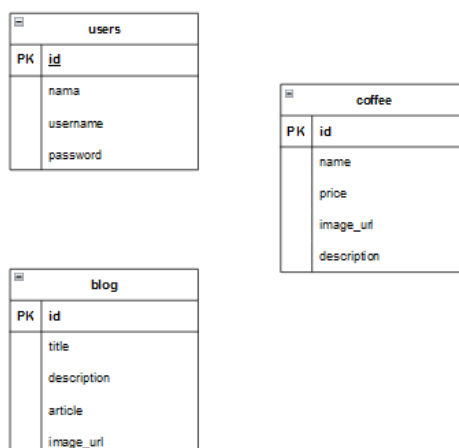 users
PK id
nama
username
password
coffee
PK id
name
price
image_url
description
blog
PK id
title
description
article
image_url